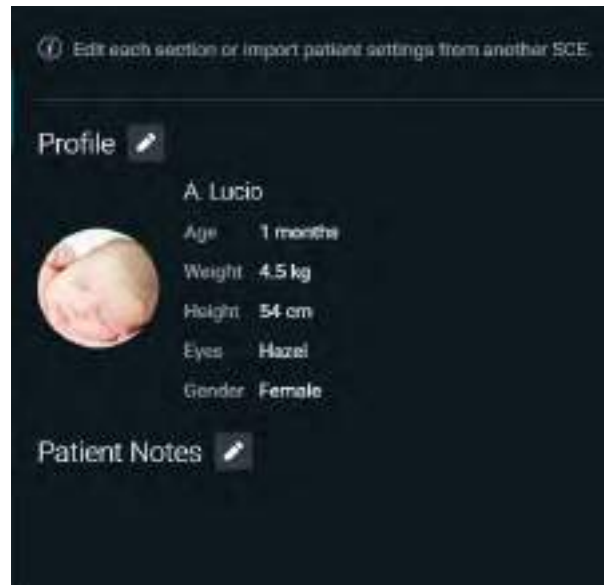 Edit each section or import patient settings from another SCE.
Profile
A. Lucio
Age 1 months
Weight 4.5 kg
Height 54 cm
Eyes Hazel
Gender Female
Patient Notes